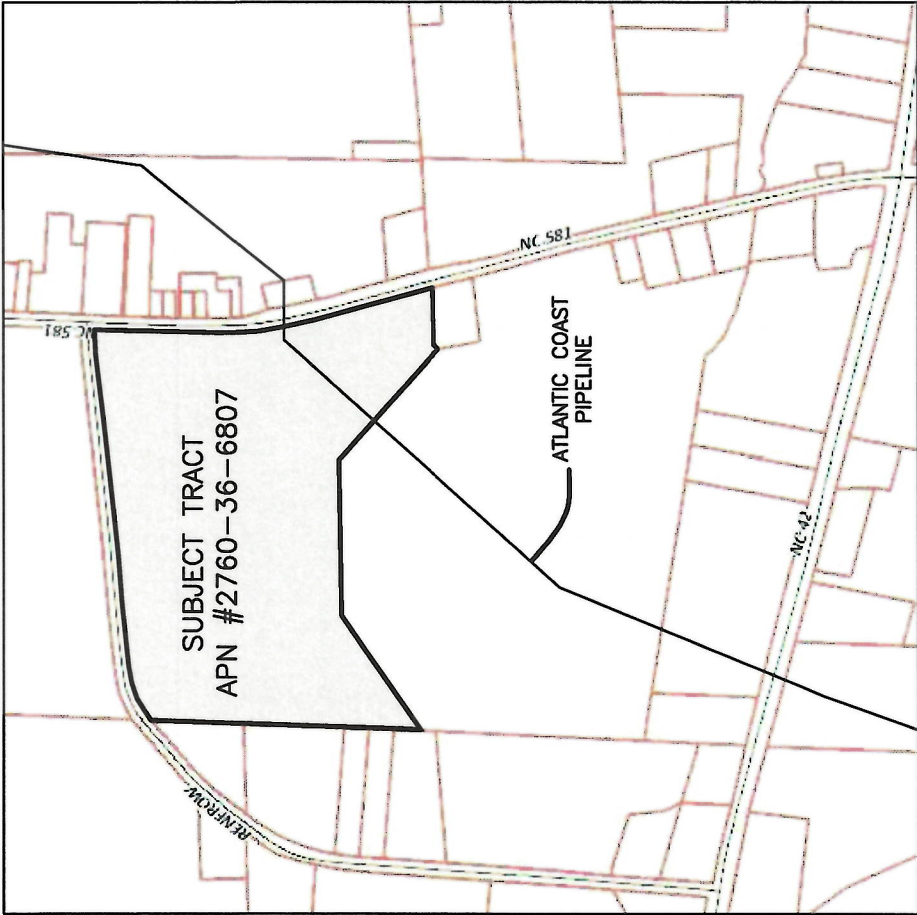 NC 581
NC 581
SUBJECT TRACT
APN #2760-36-6807
ATLANTIC COAST
PIPELINE
NC 42
RENFROW